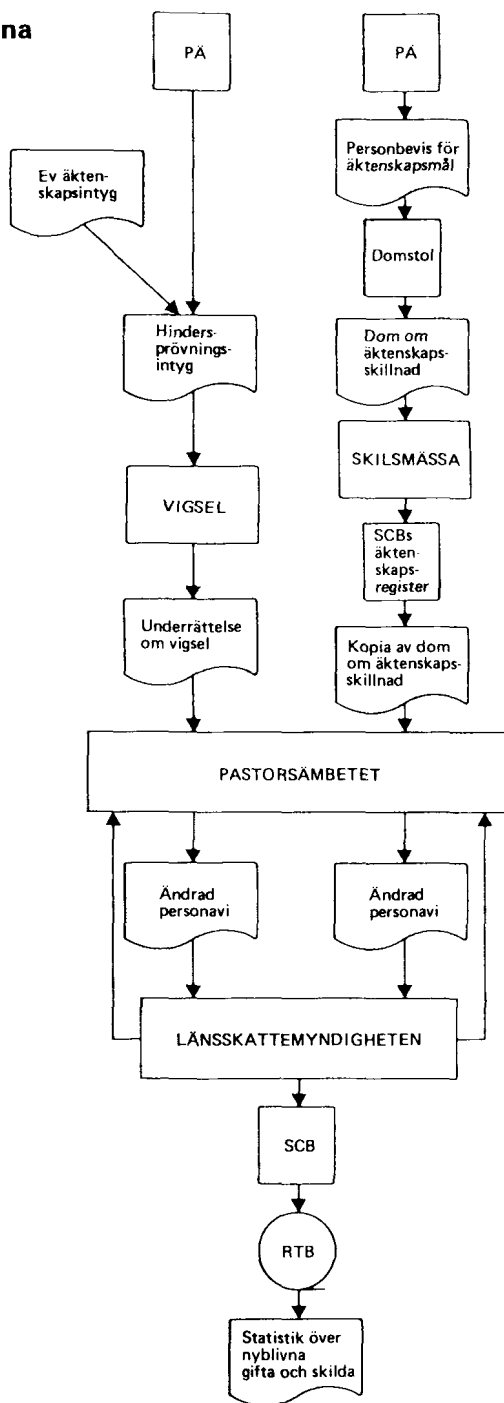 na
PÄ
PÄ
Personbevis för
äktenskapsmål
Ev äkten-
skapsintyg
Domstol
Hinders-
prövnings-
intyg
Dom om
äktenskaps-
skillnad
SKILSMÄSSA
VIGSEL
SCBs
äkten-
skaps-
register
Underrättelse
om vigsel
Kopia av dom
om äktenskaps-
skillnad
PASTORSÄMBETET
Ändrad
personavi
Ändrad
personavi
LÄNSSKATTEMYNDIGHETEN
SCB
RTB
Statistik över
nyblivna
gifta och skilda